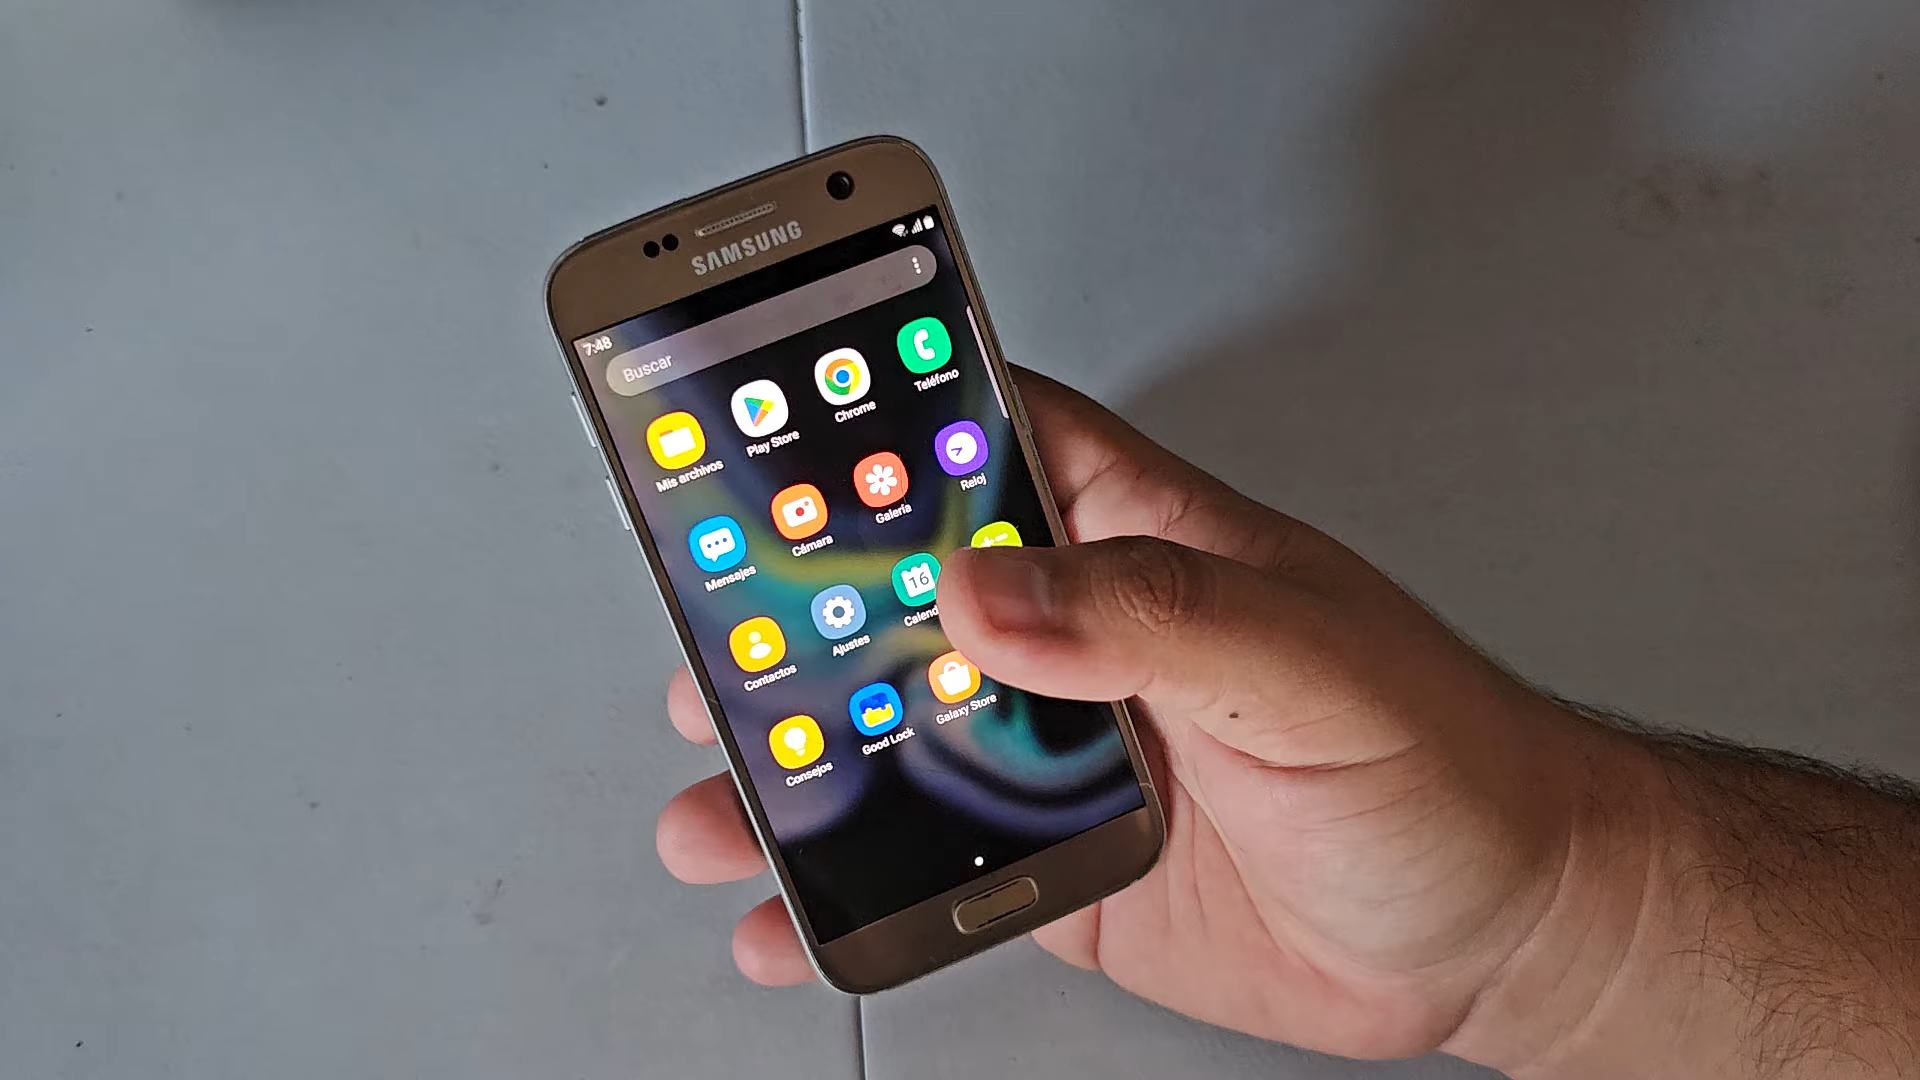 SAMSUNG
7:48
Buscar
Mis archivos
Play Store
Chrome
Teléfono
Mensajes
Cámara
Galería
Reloj
Contactos
Ajustes
16
Calend
Consejos
Good Lock
Galaxy Store